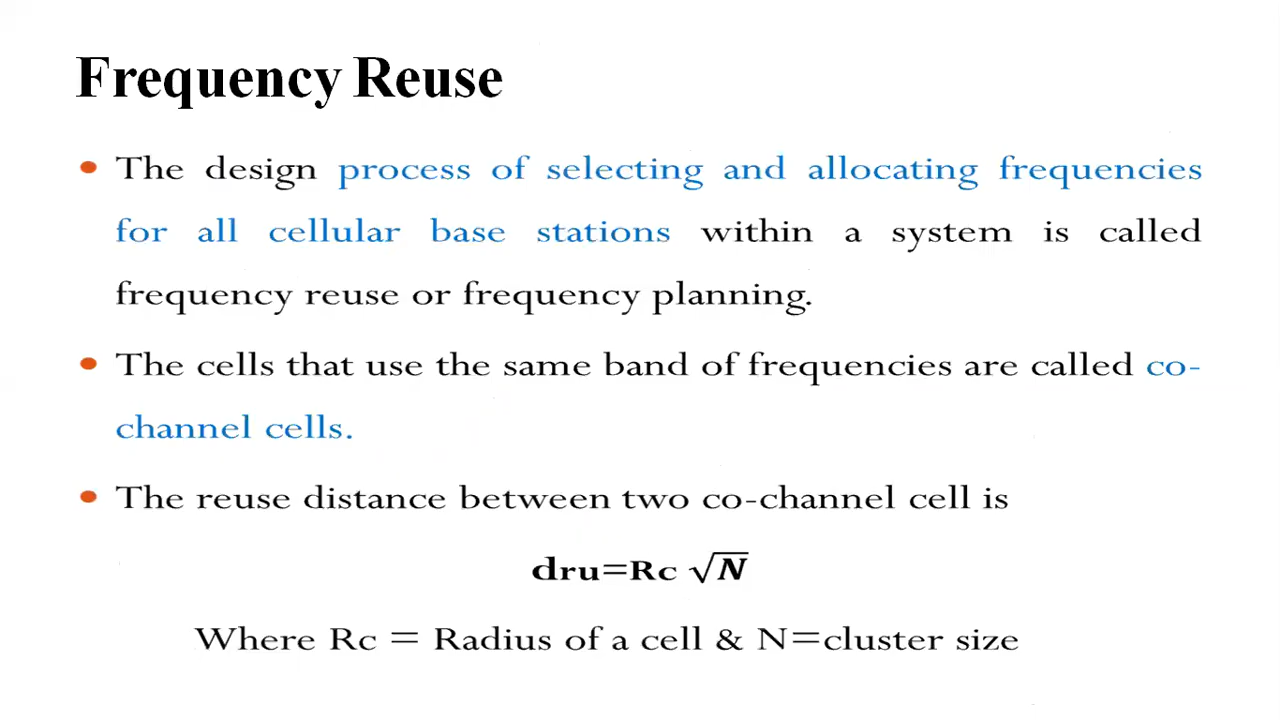 Frequency Reuse
• The design process of selecting and allocating frequencies
for all cellular base stations within a system is called
frequency reuse or frequency planning.
• The cells that use the same band of frequencies are called co-
channel cells.
• The reuse distance between two co-channel cell is
dru=Rc √N
Where Rc = Radius of a cell & N=cluster size